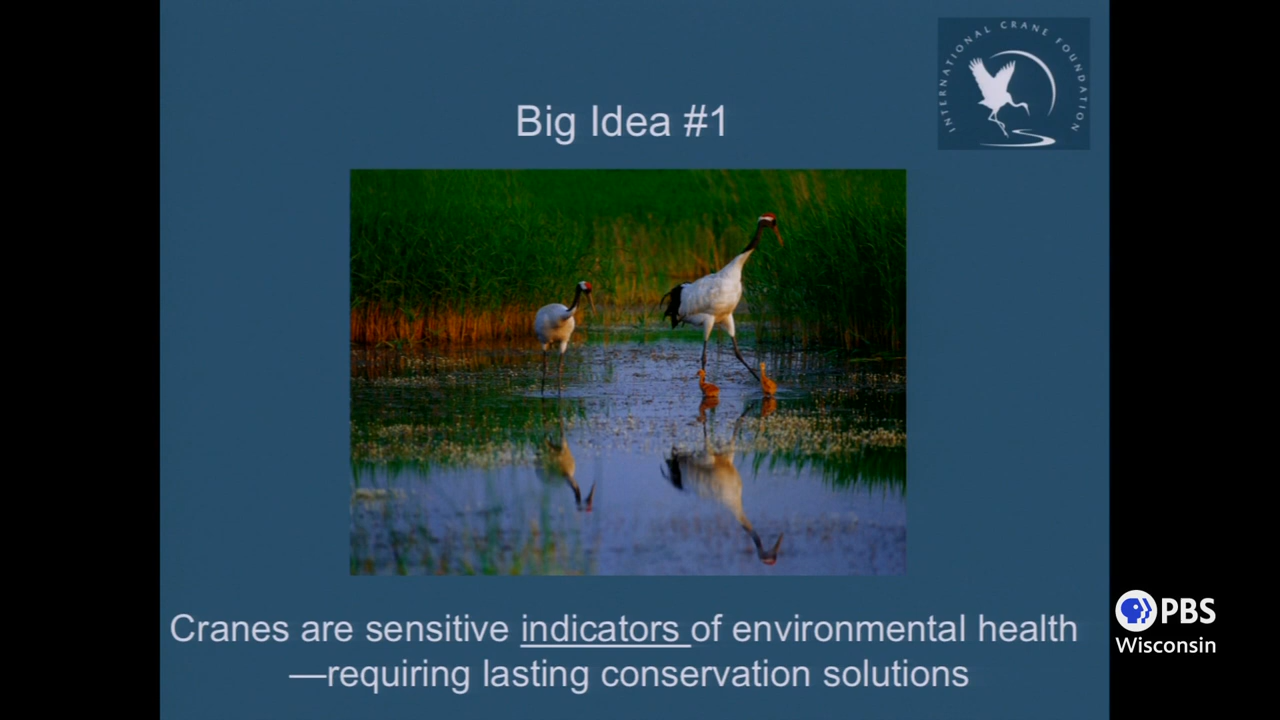 INTERNATIONAL CRANE FOUNDATION
Big Idea #1
Cranes are sensitive indicators of environmental health
—requiring lasting conservation solutions
PBS
Wisconsin